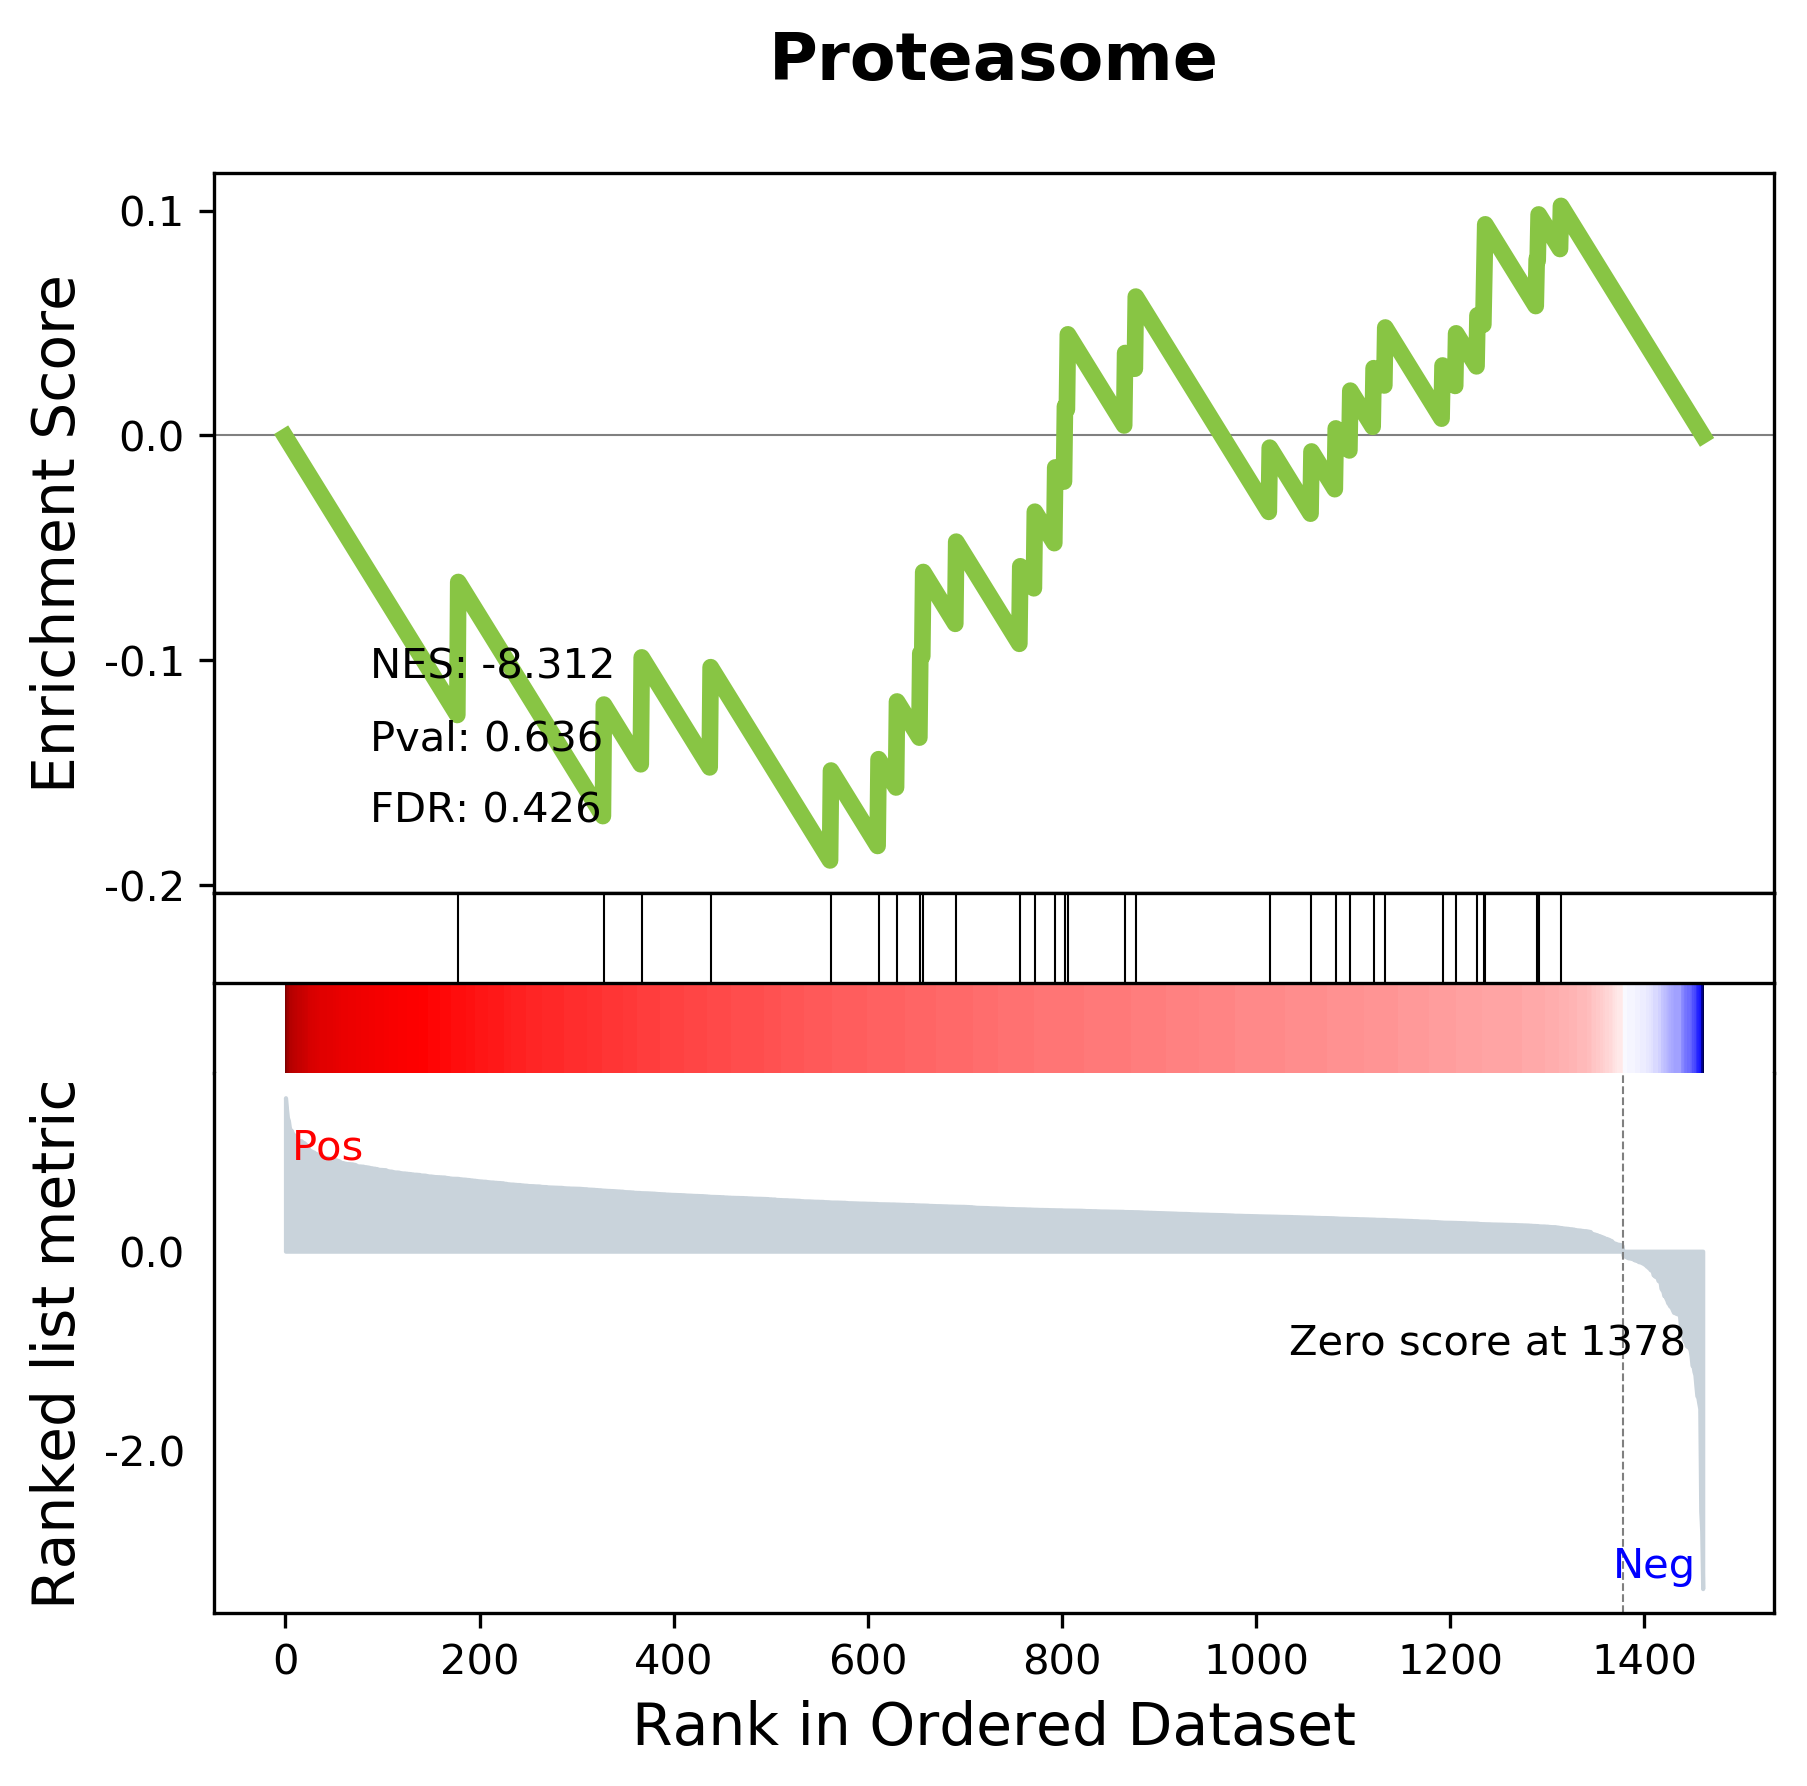 Proteasome
Enrichment Score
0.1
0.0
-0.1
-0.2
NES: -8.312
Pval: 0.636
FDR: 0.426
Ranked list metric
Pos
0.0
Zero score at 1378
-2.0
Neg
0 200 400 600 800 1000 1200 1400
Rank in Ordered Dataset